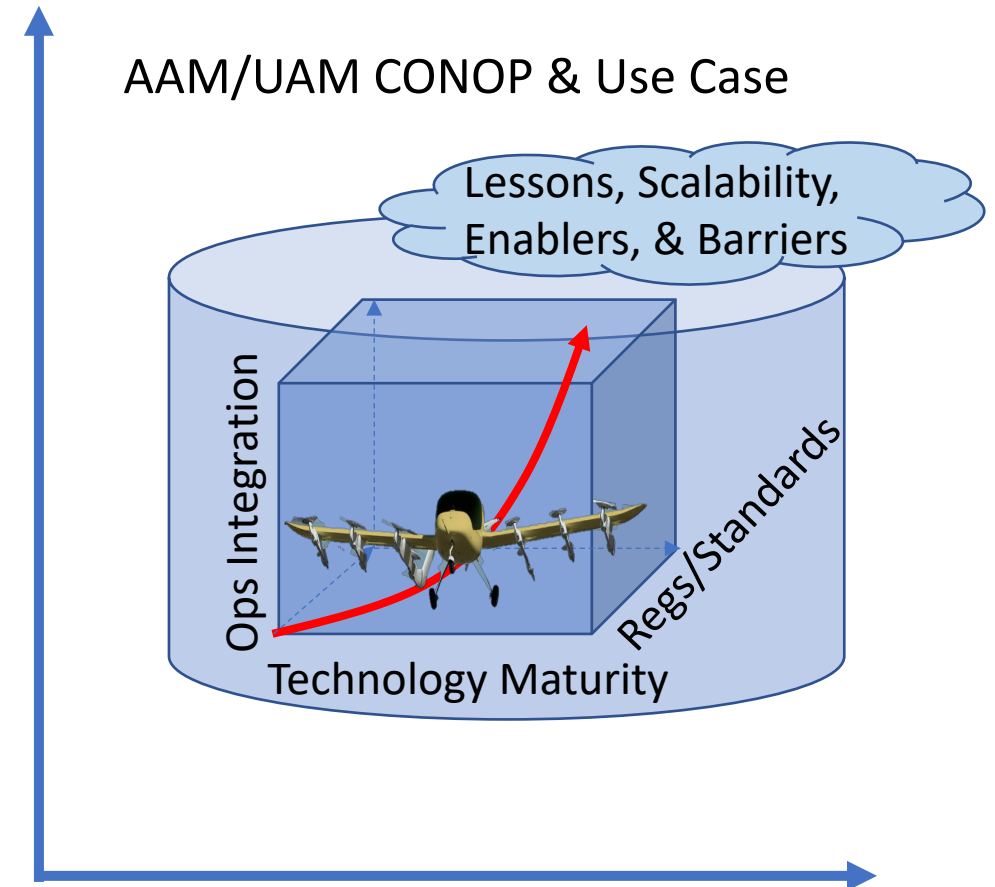 AAM/UAM CONOP & Use Case
Lessons, Scalability,
Enablers, & Barriers
Ops Integration
Regs/Standards
Technology Maturity